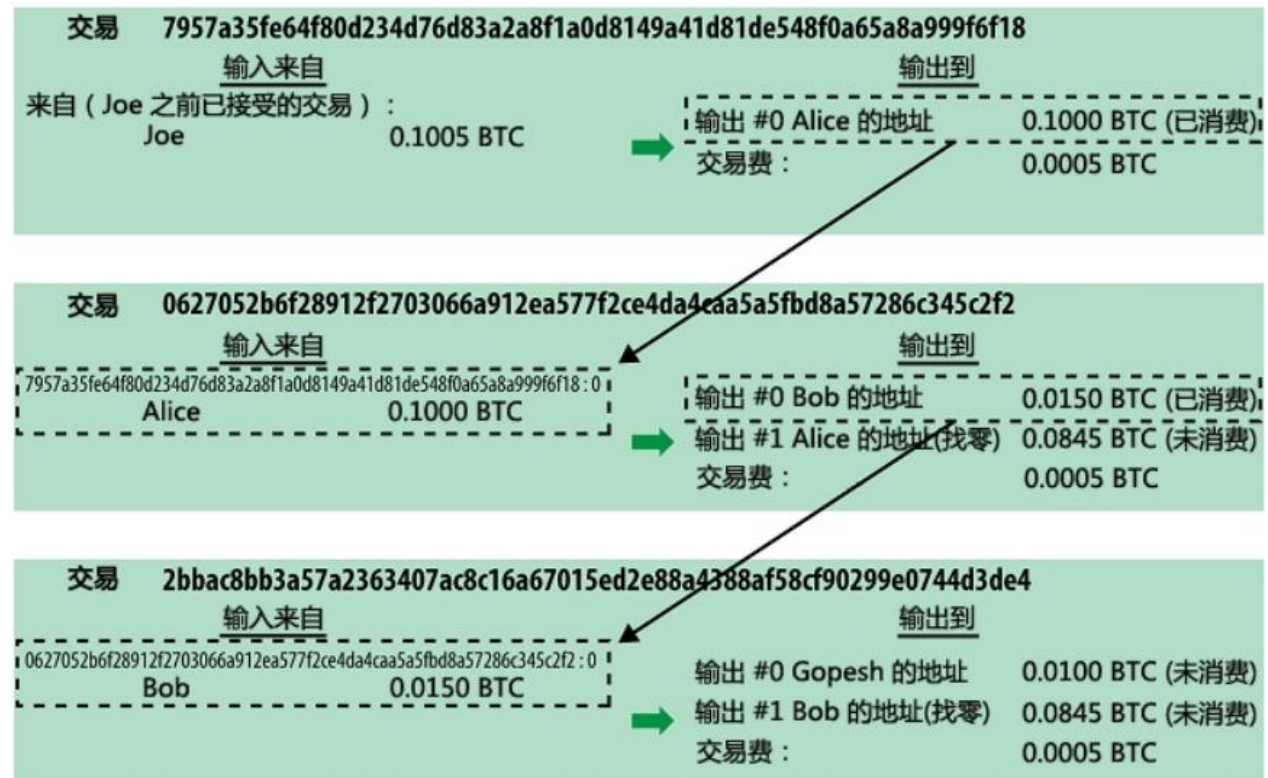 交易 7957a35fe64f80d234d76d83a2a8f1a0d8149a41d81de548f0a65a8a999f6f18
输入来自 输出到
来自（Joe 之前已接受的交易）：
Joe 0.1005 BTC
输出 #0 Alice 的地址 0.1000 BTC (已消费)
交易费： 0.0005 BTC
交易 0627052b6f28912f2703066a912ea577f2ce4da4caa5a5fbd8a57286c345c2f2
输入来自 输出到
7957a35fe64f80d234d76d83a2a8f1a0d8149a41d81de548f0a65a8a999f6f18 : 0
Alice 0.1000 BTC
输出 #0 Bob 的地址 0.0150 BTC (已消费)
输出 #1 Alice 的地址(找零) 0.0845 BTC (未消费)
交易费： 0.0005 BTC
交易 2bbac8bb3a57a2363407ac8c16a67015ed2e88a4388af58cf90299e0744d3de4
输入来自 输出到
0627052b6f28912f2703066a912ea577f2ce4da4caa5a5fbd8a57286c345c2f2 : 0
Bob 0.0150 BTC
输出 #0 Gopesh 的地址 0.0100 BTC (未消费)
输出 #1 Bob 的地址(找零) 0.0845 BTC (未消费)
交易费： 0.0005 BTC